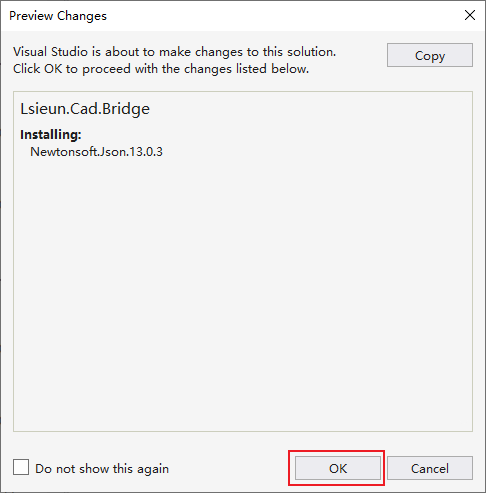 Preview Changes
Visual Studio is about to make changes to this solution.
Click OK to proceed with the changes listed below.
Copy
Lsieun.Cad.Bridge
Installing:
Newtonsoft.Json.13.0.3
Do not show this again
OK
Cancel